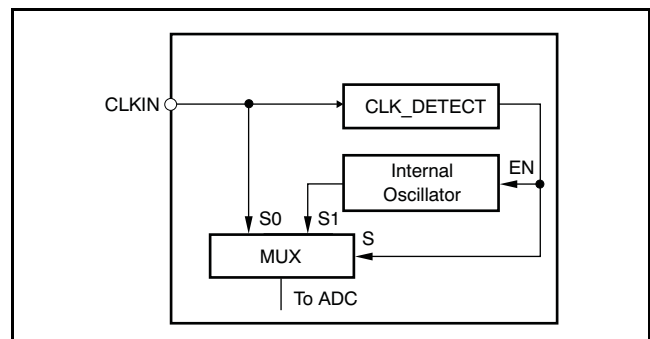 CLKIN
CLK_DETECT
Internal
Oscillator
EN
S0
S1
S
MUX
To ADC